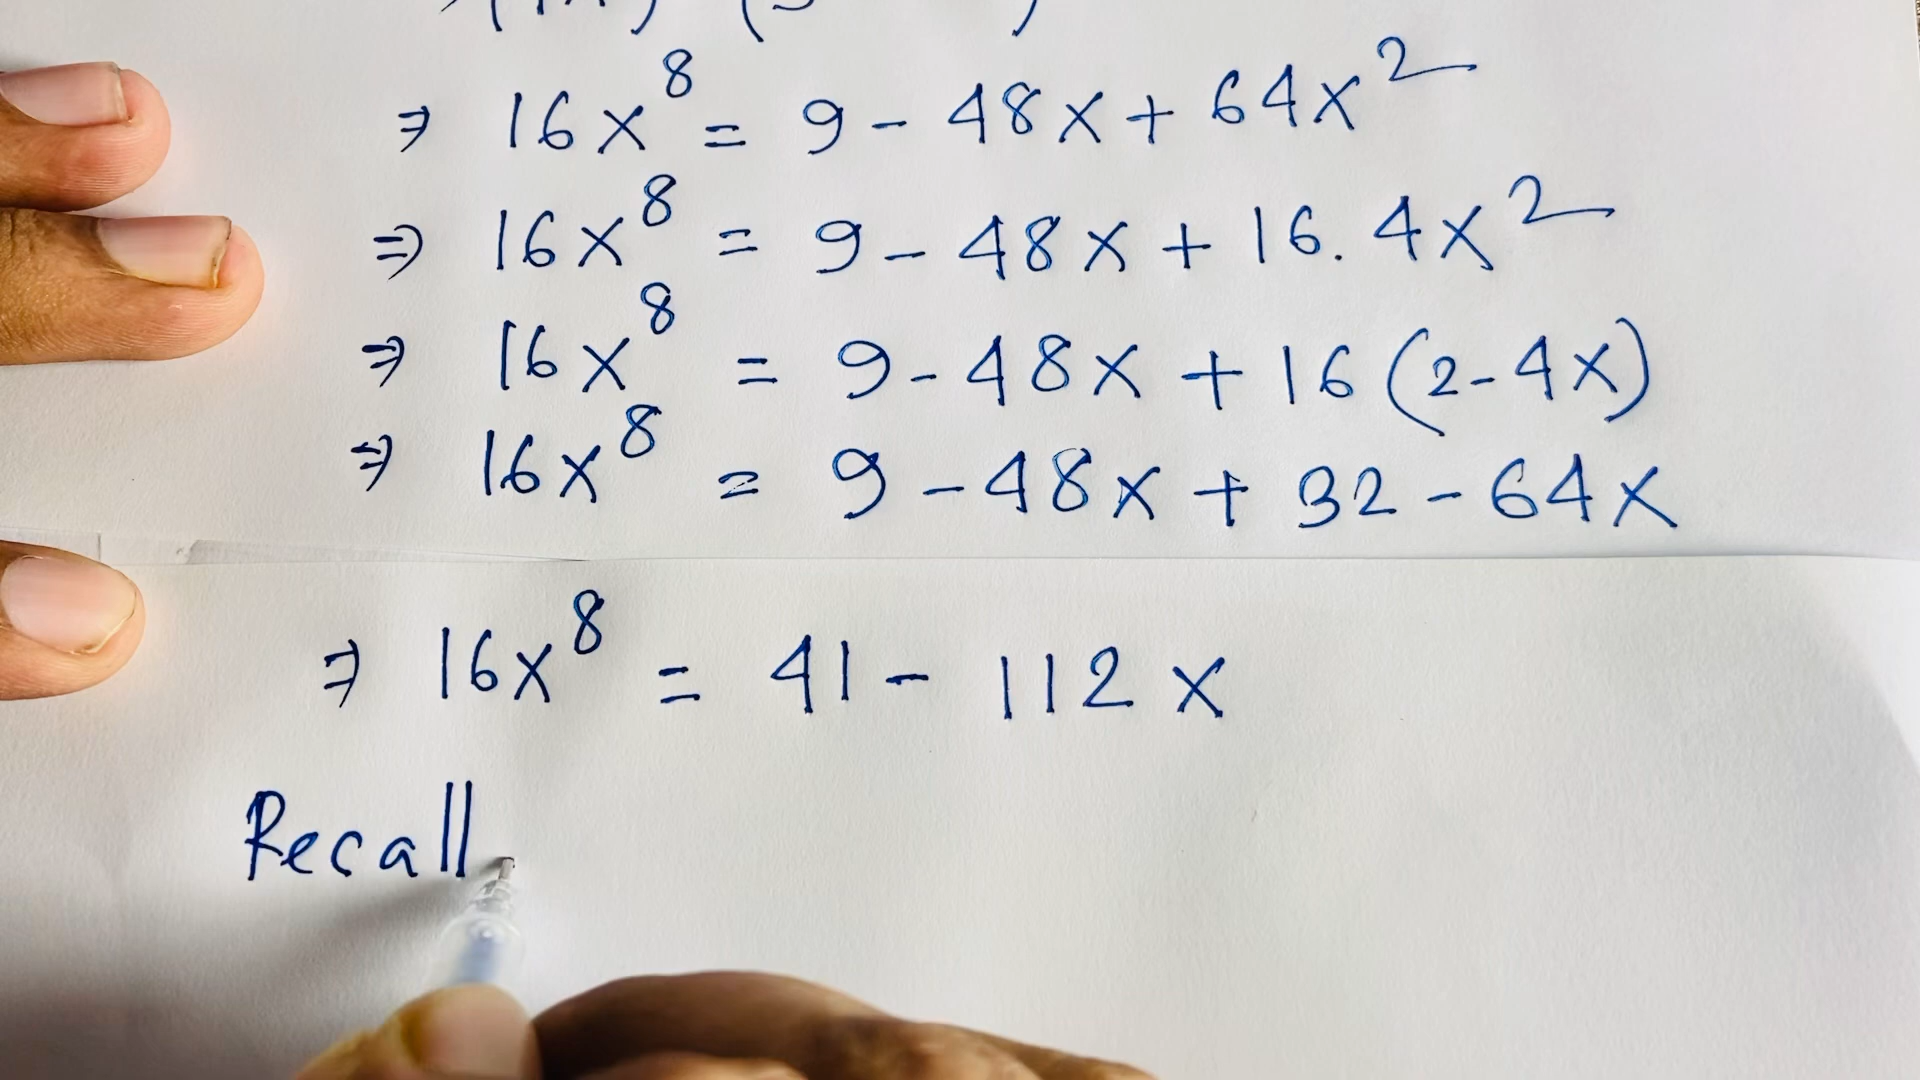 ⇒ 16x⁸ = 9 - 48x + 64x²
⇒ 16x⁸ = 9 - 48x + 16. 4x²
⇒ 16x⁸ = 9 - 48x + 16 (2 - 4x)
⇒ 16x⁸ = 9 - 48x + 32 - 64x
⇒ 16x⁸ = 41 - 112x
Recall